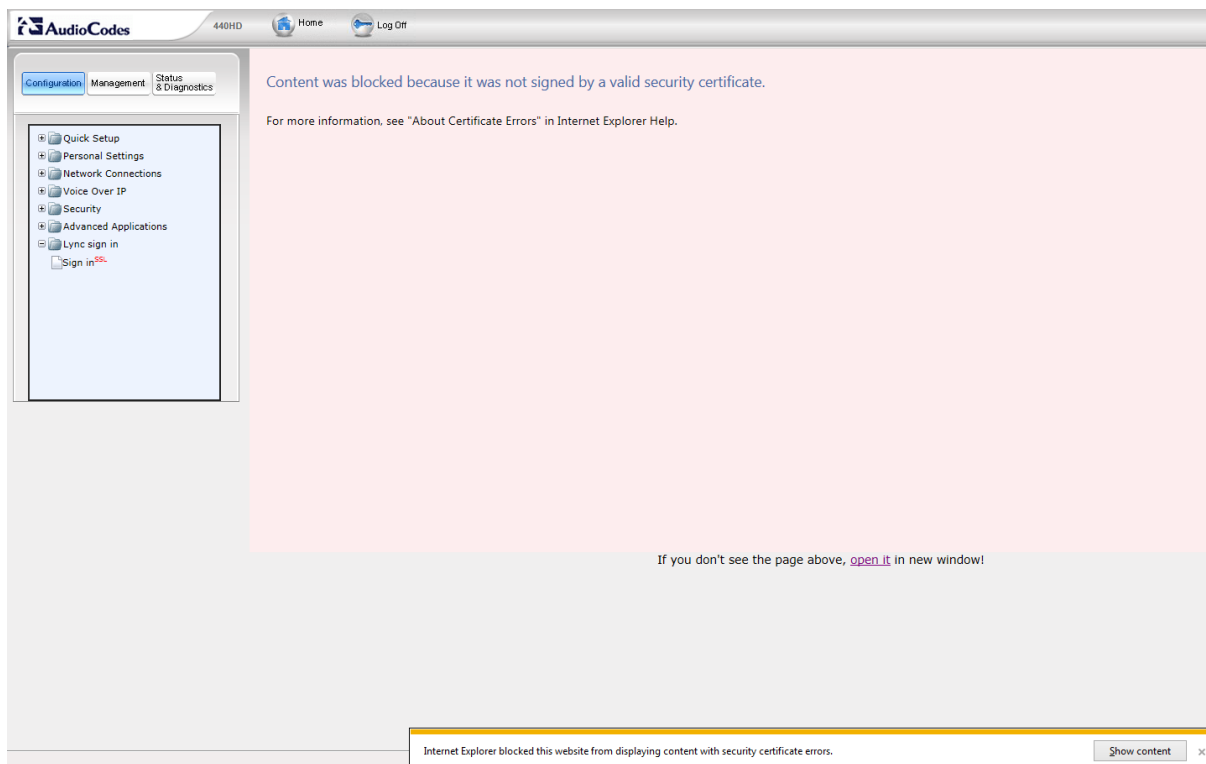 AudioCodes
440HD
Home
Log Off
Configuration
Management
Status
& Diagnostics
Quick Setup
Personal Settings
Network Connections
Voice Over IP
Security
Advanced Applications
Lync sign in
Sign inSSL
Content was blocked because it was not signed by a valid security certificate.
For more information, see "About Certificate Errors" in Internet Explorer Help.
If you don't see the page above, open it in new window!
Internet Explorer blocked this website from displaying content with security certificate errors.
Show content